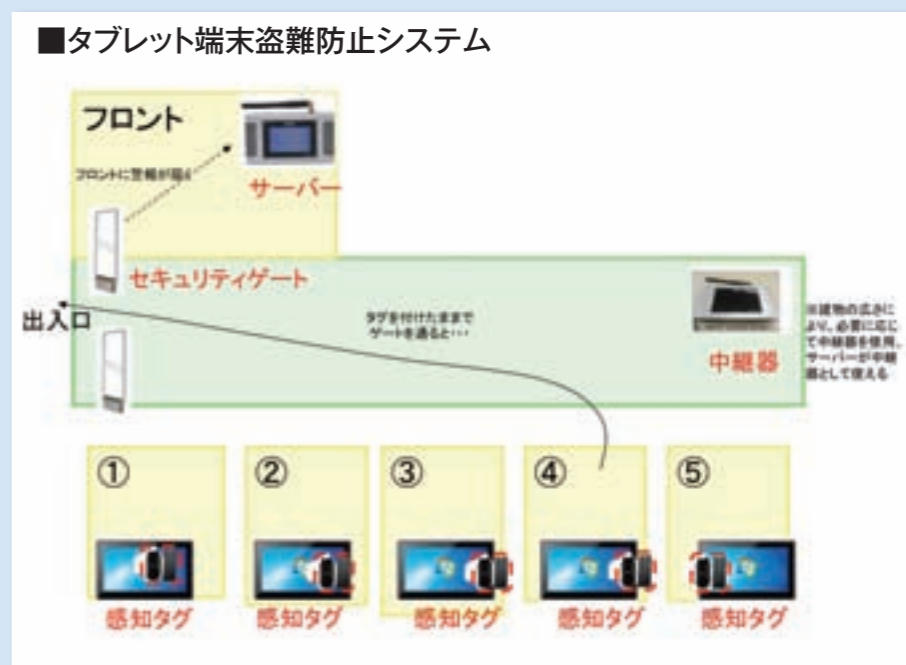 ■タブレット端末盗難防止システム
フロント
フロントに警報が届く
サーバー
セキュリティゲート
出入口
タグを付けたままで
ゲートを通ると・・・
中継器
※建物の広さに
より、必要に応じ
て中継器を使用。
サーバーが中継
器として使える
①
②
③
④
⑤
感知タグ
感知タグ
感知タグ
感知タグ
感知タグ